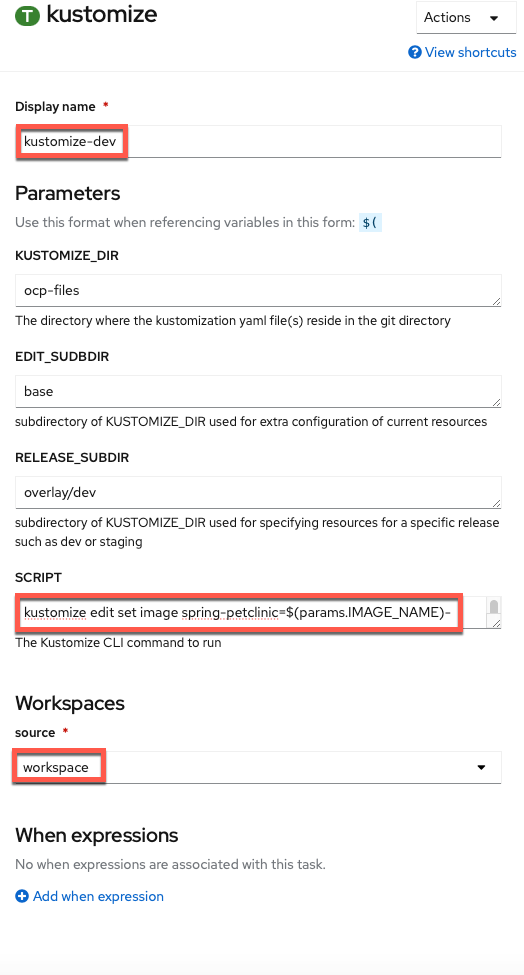 T kustomize
Actions
View shortcuts
Display name *
kustomize-dev
Parameters
Use this format when referencing variables in this form: $(
KUSTOMIZE_DIR
ocp-files
The directory where the kustomization yaml file(s) reside in the git directory
EDIT_SUDBDIR
base
subdirectory of KUSTOMIZE_DIR used for extra configuration of current resources
RELEASE_SUBDIR
overlay/dev
subdirectory of KUSTOMIZE_DIR used for specifying resources for a specific release
such as dev or staging
SCRIPT
kustomize edit set image spring-petclinic=$(params.IMAGE_NAME)-
The Kustomize CLI command to run
Workspaces
source *
workspace
When expressions
No when expressions are associated with this task.
Add when expression